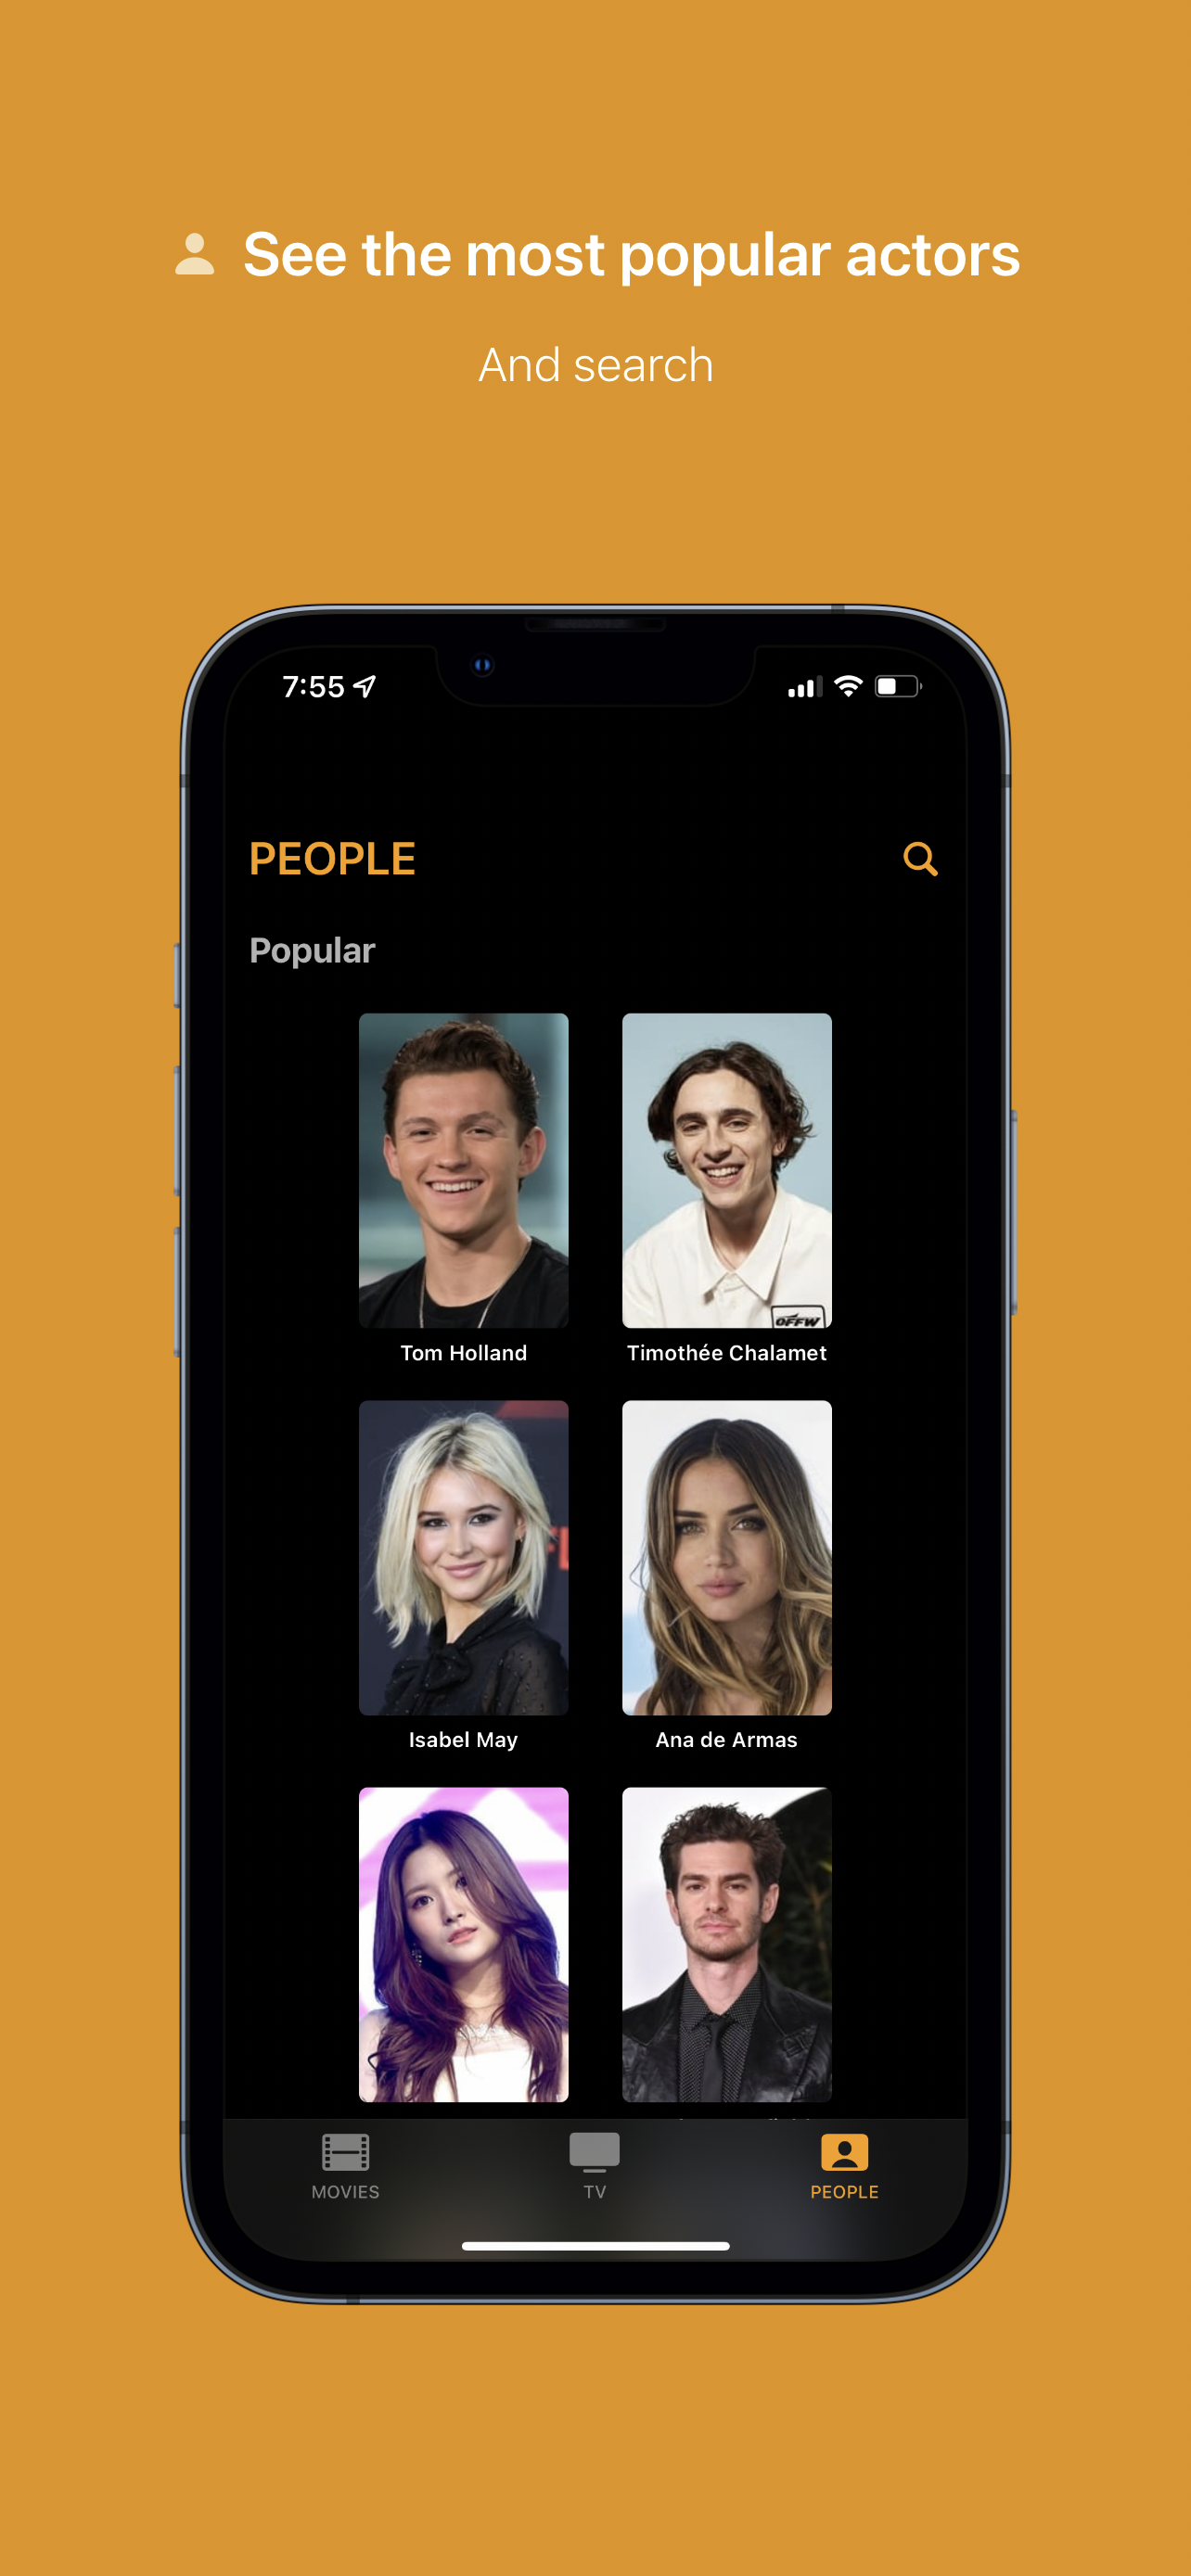 See the most popular actors
And search
7:55
PEOPLE
Popular
OFFW
Tom Holland
Timothée Chalamet
Isabel May
Ana de Armas
MOVIES
TV
PEOPLE